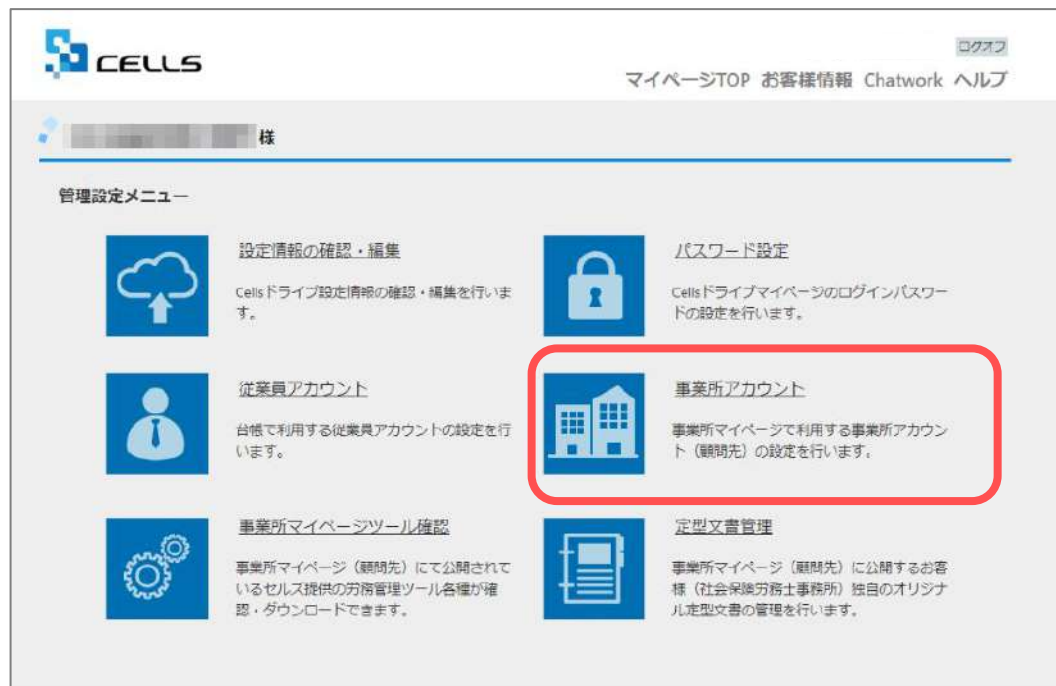 CELLS
ログオフ
マイページTOP お客様情報 Chatwork ヘルプ
様
管理設定メニュー
設定情報の確認・編集
Cellsドライブ設定情報の確認・編集を行いま
す。
パスワード設定
Cellsドライブマイページのログインパスワー
ドの設定を行います。
従業員アカウント
台帳で利用する従業員アカウントの設定を行
います。
事業所アカウント
事業所マイページで利用する事業所アカウン
ト（顧問先）の設定を行います。
事業所マイページツール確認
事業所マイページ（顧問先）にて公開されて
いるセルズ提供の労務管理ツール各種が確
認・ダウンロードできます。
定型文書管理
事業所マイページ（顧問先）に公開するお客
様（社会保険労務士事務所）独自のオリジナ
ル定型文書の管理を行います。